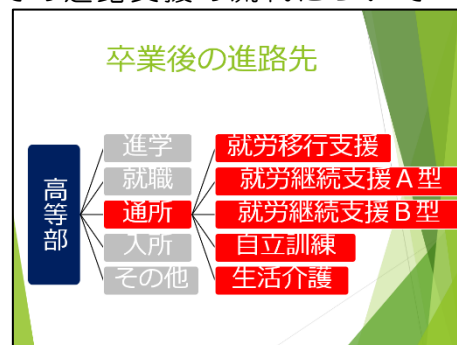 卒業後の進路先
高等部
進学
就職
通所
入所
その他
就労移行支援
就労継続支援A型
就労継続支援B型
自立訓練
生活介護